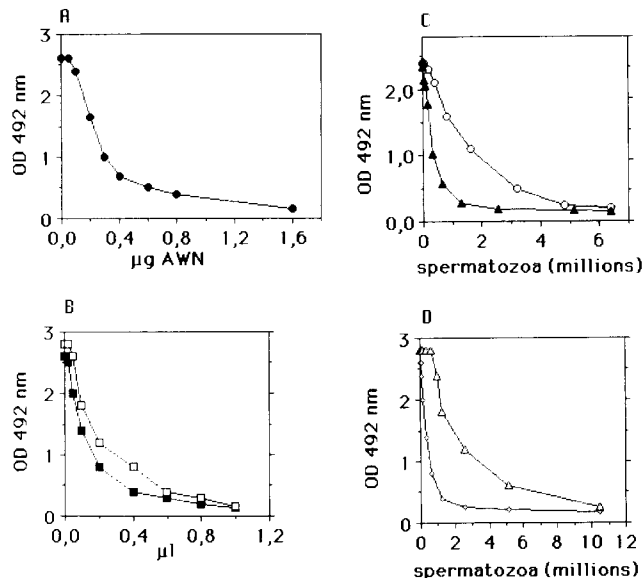 A
3
2
1
0
OD 492 nm
0,0 0,4 0,8 1,2 1,6
µg AWN
C
2,0
1,0
0,0
OD 492 nm
0 2 4 6
spermatozoa (millions)
B
3
2
1
0
OD 492 nm
0,0 0,4 0,8 1,2
µl
D
3
2
1
0
OD 492 nm
0 2 4 6 8 10 12
spermatozoa (millions)